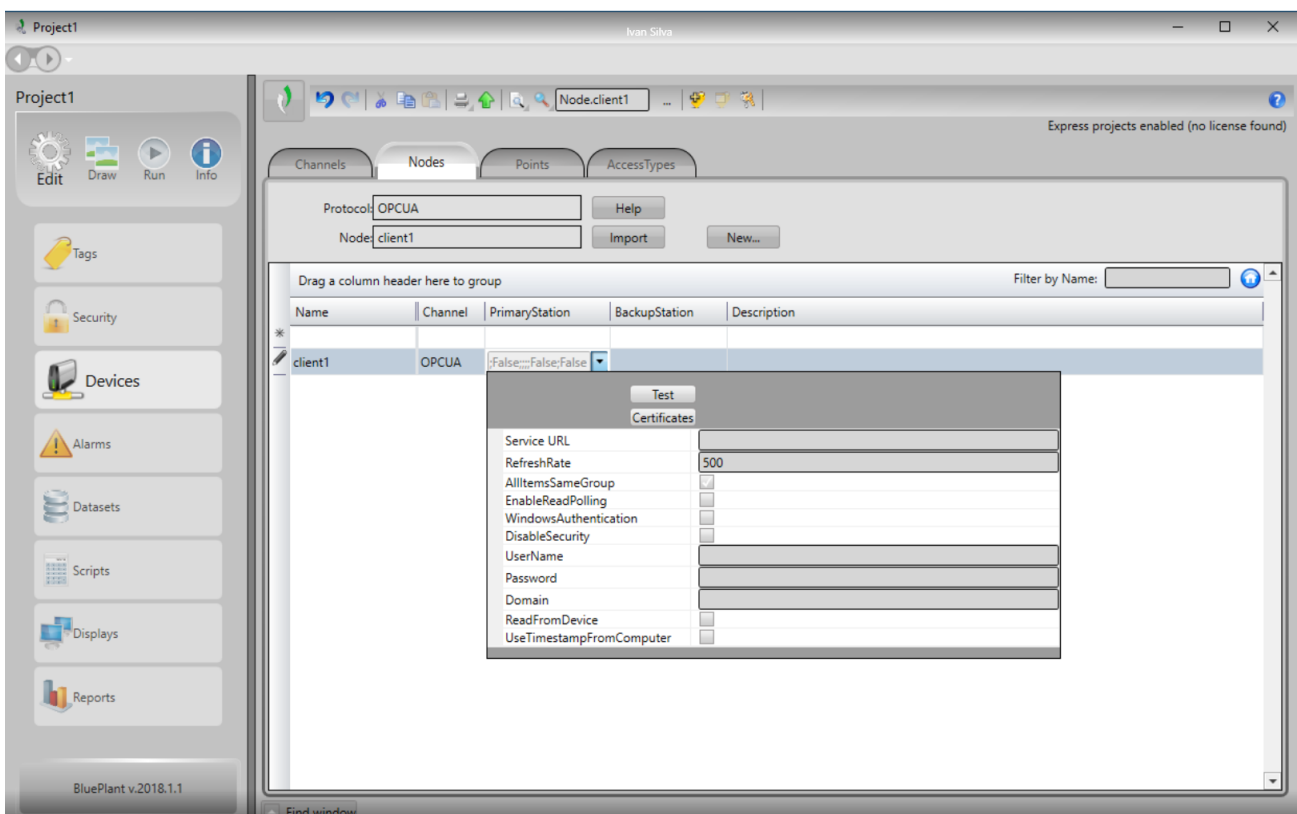 Project1
Ivan Silva
Project1
Node.client1 ...
Express projects enabled (no license found)
Edit Draw Run Info
Channels Nodes Points AccessTypes
Protocol: OPCUA Help
Node: client1 Import New...
Tags
Security
Devices
Alarms
Datasets
Scripts
Displays
Reports
BluePlant v.2018.1.1
Drag a column header here to group Filter by Name:
Name Channel PrimaryStation BackupStation Description
client1 OPCUA ;False;;;;False;False
Test
Certificates
Service URL
RefreshRate 500
AllItemsSameGroup
EnableReadPolling
WindowsAuthentication
DisableSecurity
UserName
Password
Domain
ReadFromDevice
UseTimestampFromComputer
Find window